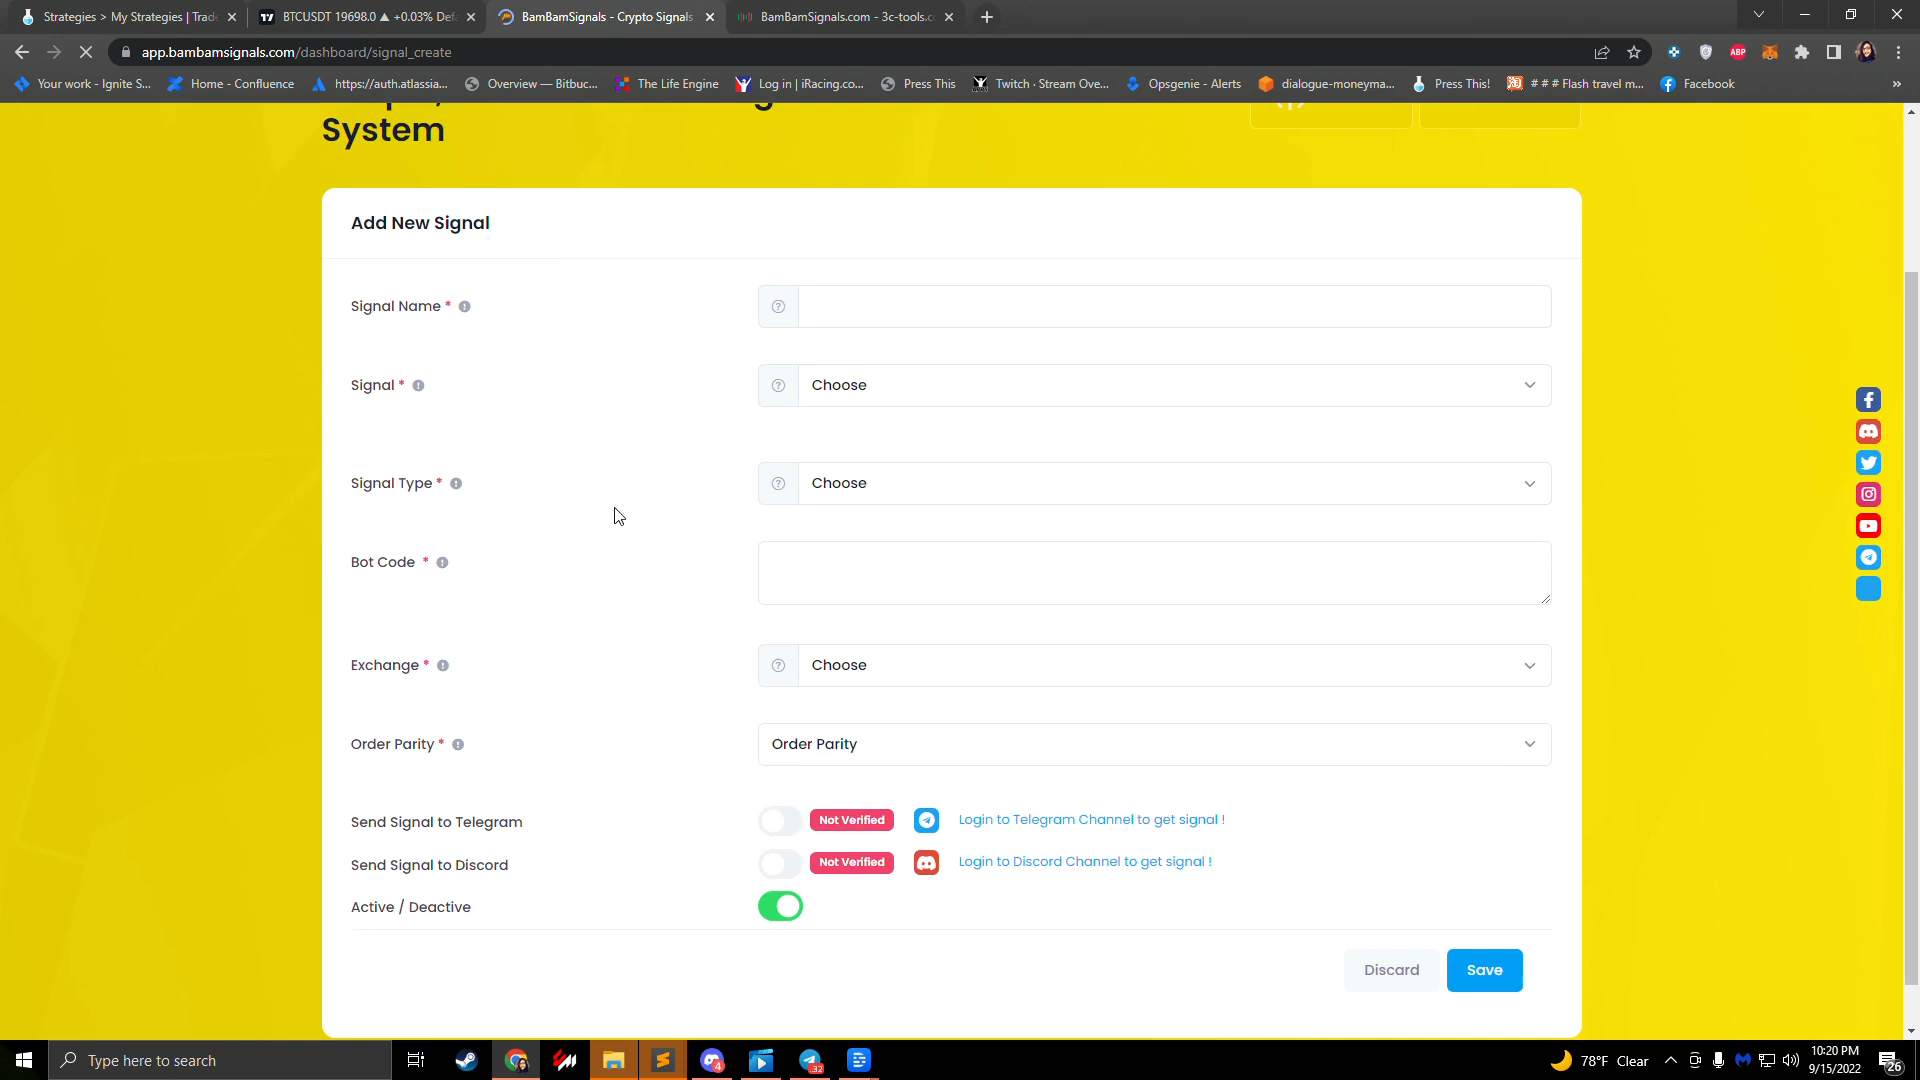 Strategies > My Strategies | Trade
BTCUSDT 19698.0 ▲ +0.03% Def
BamBamSignals - Crypto Signals
BamBamSignals.com - 3c-tools.c
app.bambamsignals.com/dashboard/signal_create
Your work - Ignite S...
Home - Confluence
https://auth.atlassia...
Overview — Bitbuc...
The Life Engine
Log in | iRacing.co...
Press This
Twitch · Stream Ove...
Opsgenie - Alerts
dialogue-moneyma...
Press This!
# # # Flash travel m...
Facebook
»
ABP
System
Add New Signal
Signal Name *
Signal *
Choose
Signal Type *
Choose
Bot Code *
Exchange *
Choose
Order Parity *
Order Parity
Send Signal to Telegram
Not Verified
Login to Telegram Channel to get signal !
Send Signal to Discord
Not Verified
Login to Discord Channel to get signal !
Active / Deactive
Discard
Save
Type here to search
4
32
78°F Clear
10:20 PM
9/15/2022
26